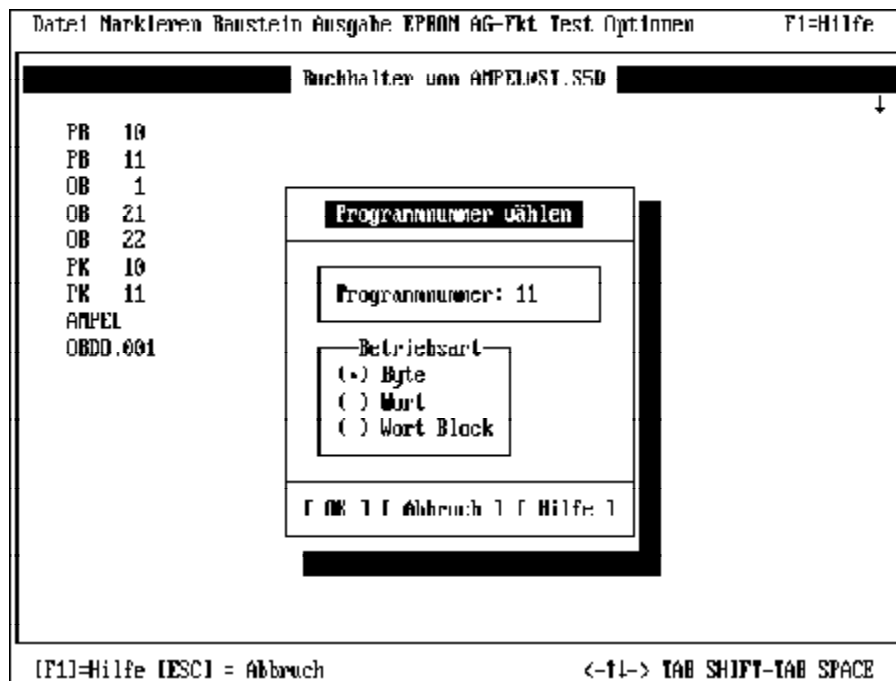 Datei Markieren Baustein Ausgabe EPROM AG-Fkt Test Optionen F1=Hilfe
Buchhalter von AMPEL@ST.S5D
↓
PB 10
PB 11
OB 1
OB 21
OB 22
PK 10
PK 11
AMPEL
OBDD.001
Programmnummer wählen
Programmnummer: 11
Betriebsart
(•) Byte
( ) Wort
( ) Wort Block
[ OK ] [ Abbruch ] [ Hilfe ]
[F1]=Hilfe [ESC] = Abbruch <-↑↓-> TAB SHIFT-TAB SPACE